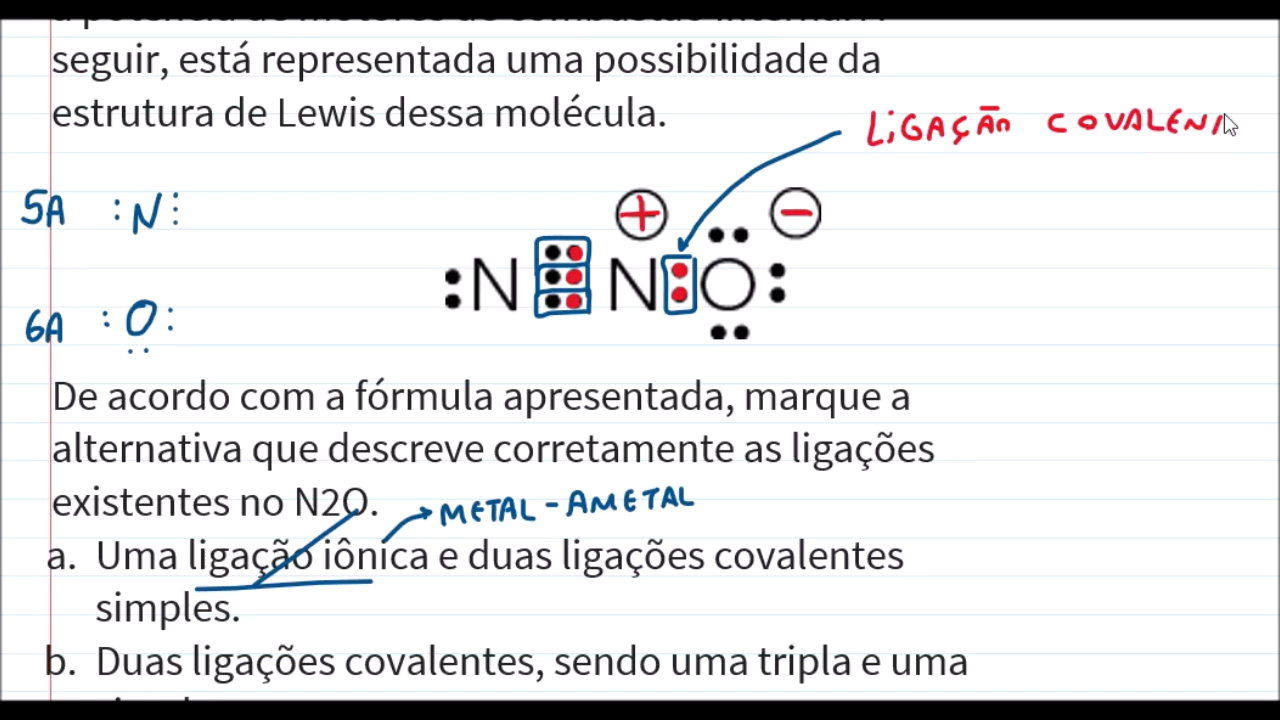 seguir, está representada uma possibilidade da
estrutura de Lewis dessa molécula.
LIGAÇÃO COVALEN
5A :N⋮
⊕ ⊖
:N N O:
6A :O:
De acordo com a fórmula apresentada, marque a
alternativa que descreve corretamente as ligações
existentes no N2O.
METAL - AMETAL
a. Uma ligação iônica e duas ligações covalentes
simples.
b. Duas ligações covalentes, sendo uma tripla e uma